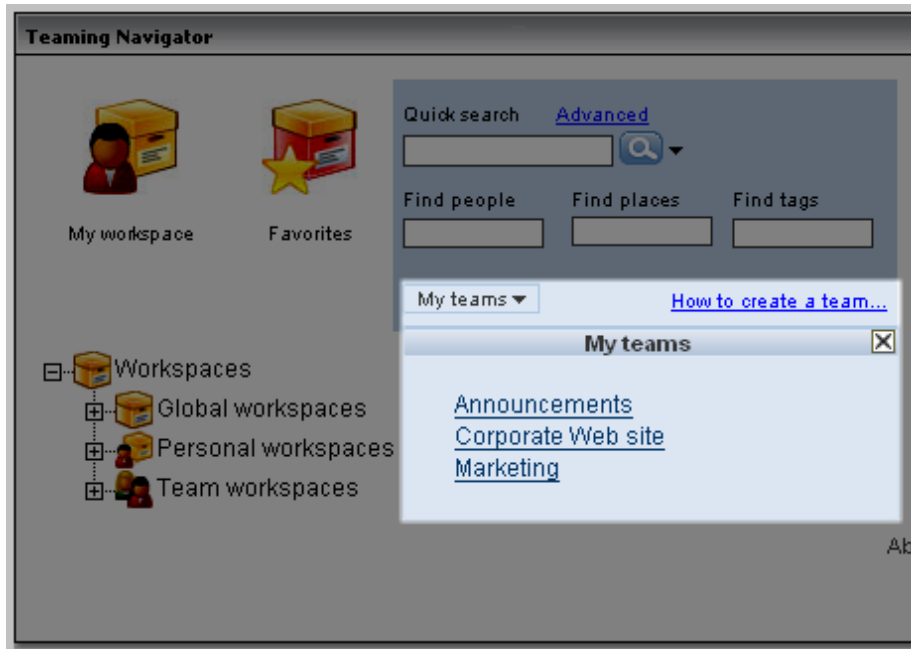 Teaming Navigator
Quick search Advanced
Find people Find places Find tags
My workspace Favorites
My teams How to create a team...
My teams
Announcements
Corporate Web site
Marketing
Workspaces
Global workspaces
Personal workspaces
Team workspaces
Ab